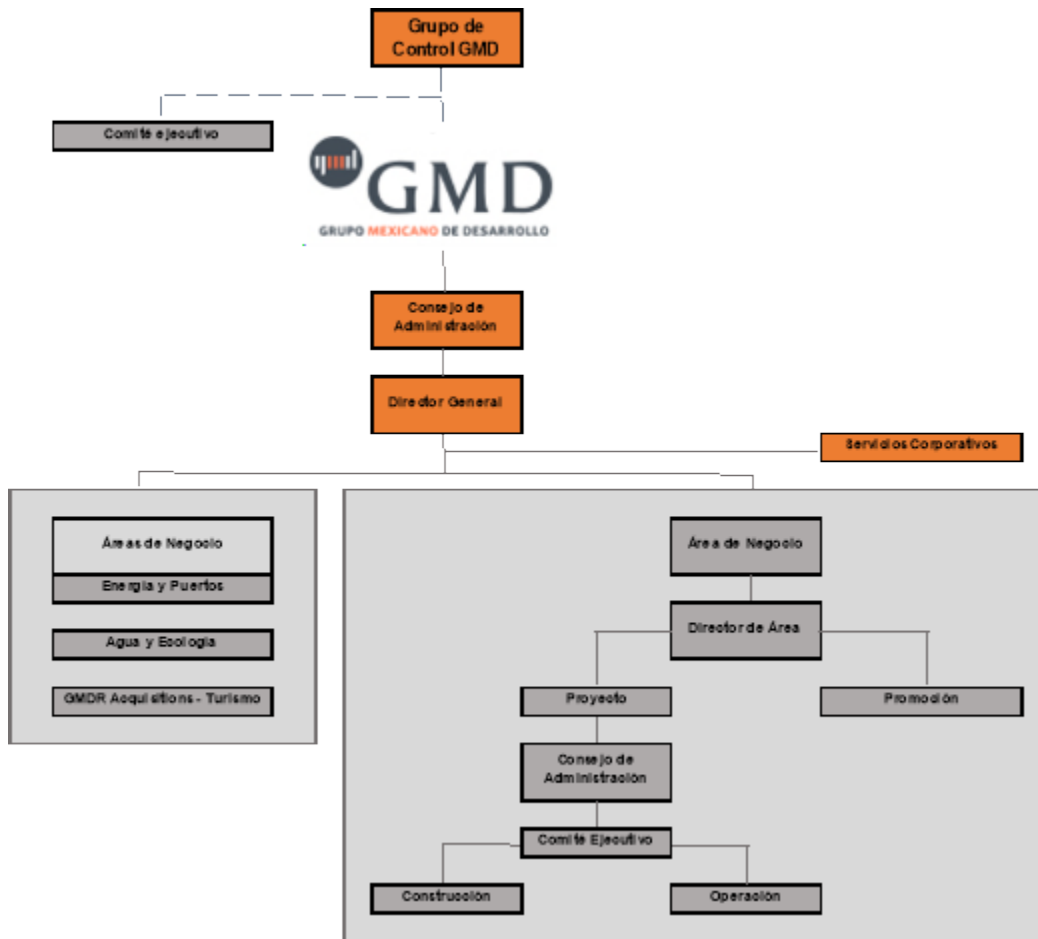 Grupo de
Control GMD
Comité ejecutivo
gmd
GMD
GRUPO MEXICANO DE DESARROLLO
Consejo de
Administración
Director General
Servicios Corporativos
Áreas de Negocio
Energía y Puertos
Agua y Ecología
GMDR Acquisitions - Turismo
Área de Negocio
Director de Área
Proyecto
Promoción
Consejo de
Administración
Comité Ejecutivo
Construcción
Operación